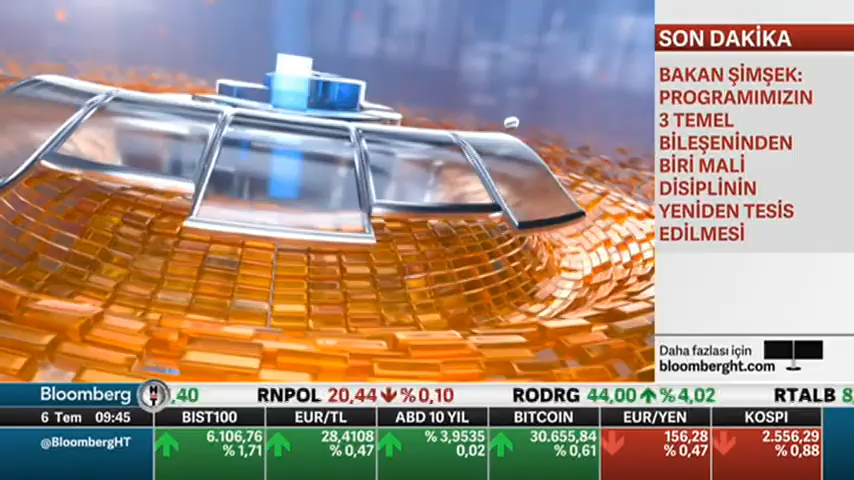 SON DAKİKA
BAKAN ŞİMŞEK:
PROGRAMIMIZIN
3 TEMEL
BİLEŞENİNDEN
BİRİ MALİ
DİSİPLİNİN
YENİDEN TESİS
EDİLMESİ
Daha fazlası için
bloomberght.com
Bloomberg HT ,40 RNPOL 20,44 %0,10 RODRG 44,00 %4,02 RTALB 8,
6 Tem 09:45 BIST100 EUR/TL ABD 10 YIL BITCOIN EUR/YEN KOSPI
@BloombergHT 6.106,76 28,4108 %3,9535 30.655,84 156,28 2.556,29
%1,71 %0,47 0,02 %0,61 %0,47 %0,88